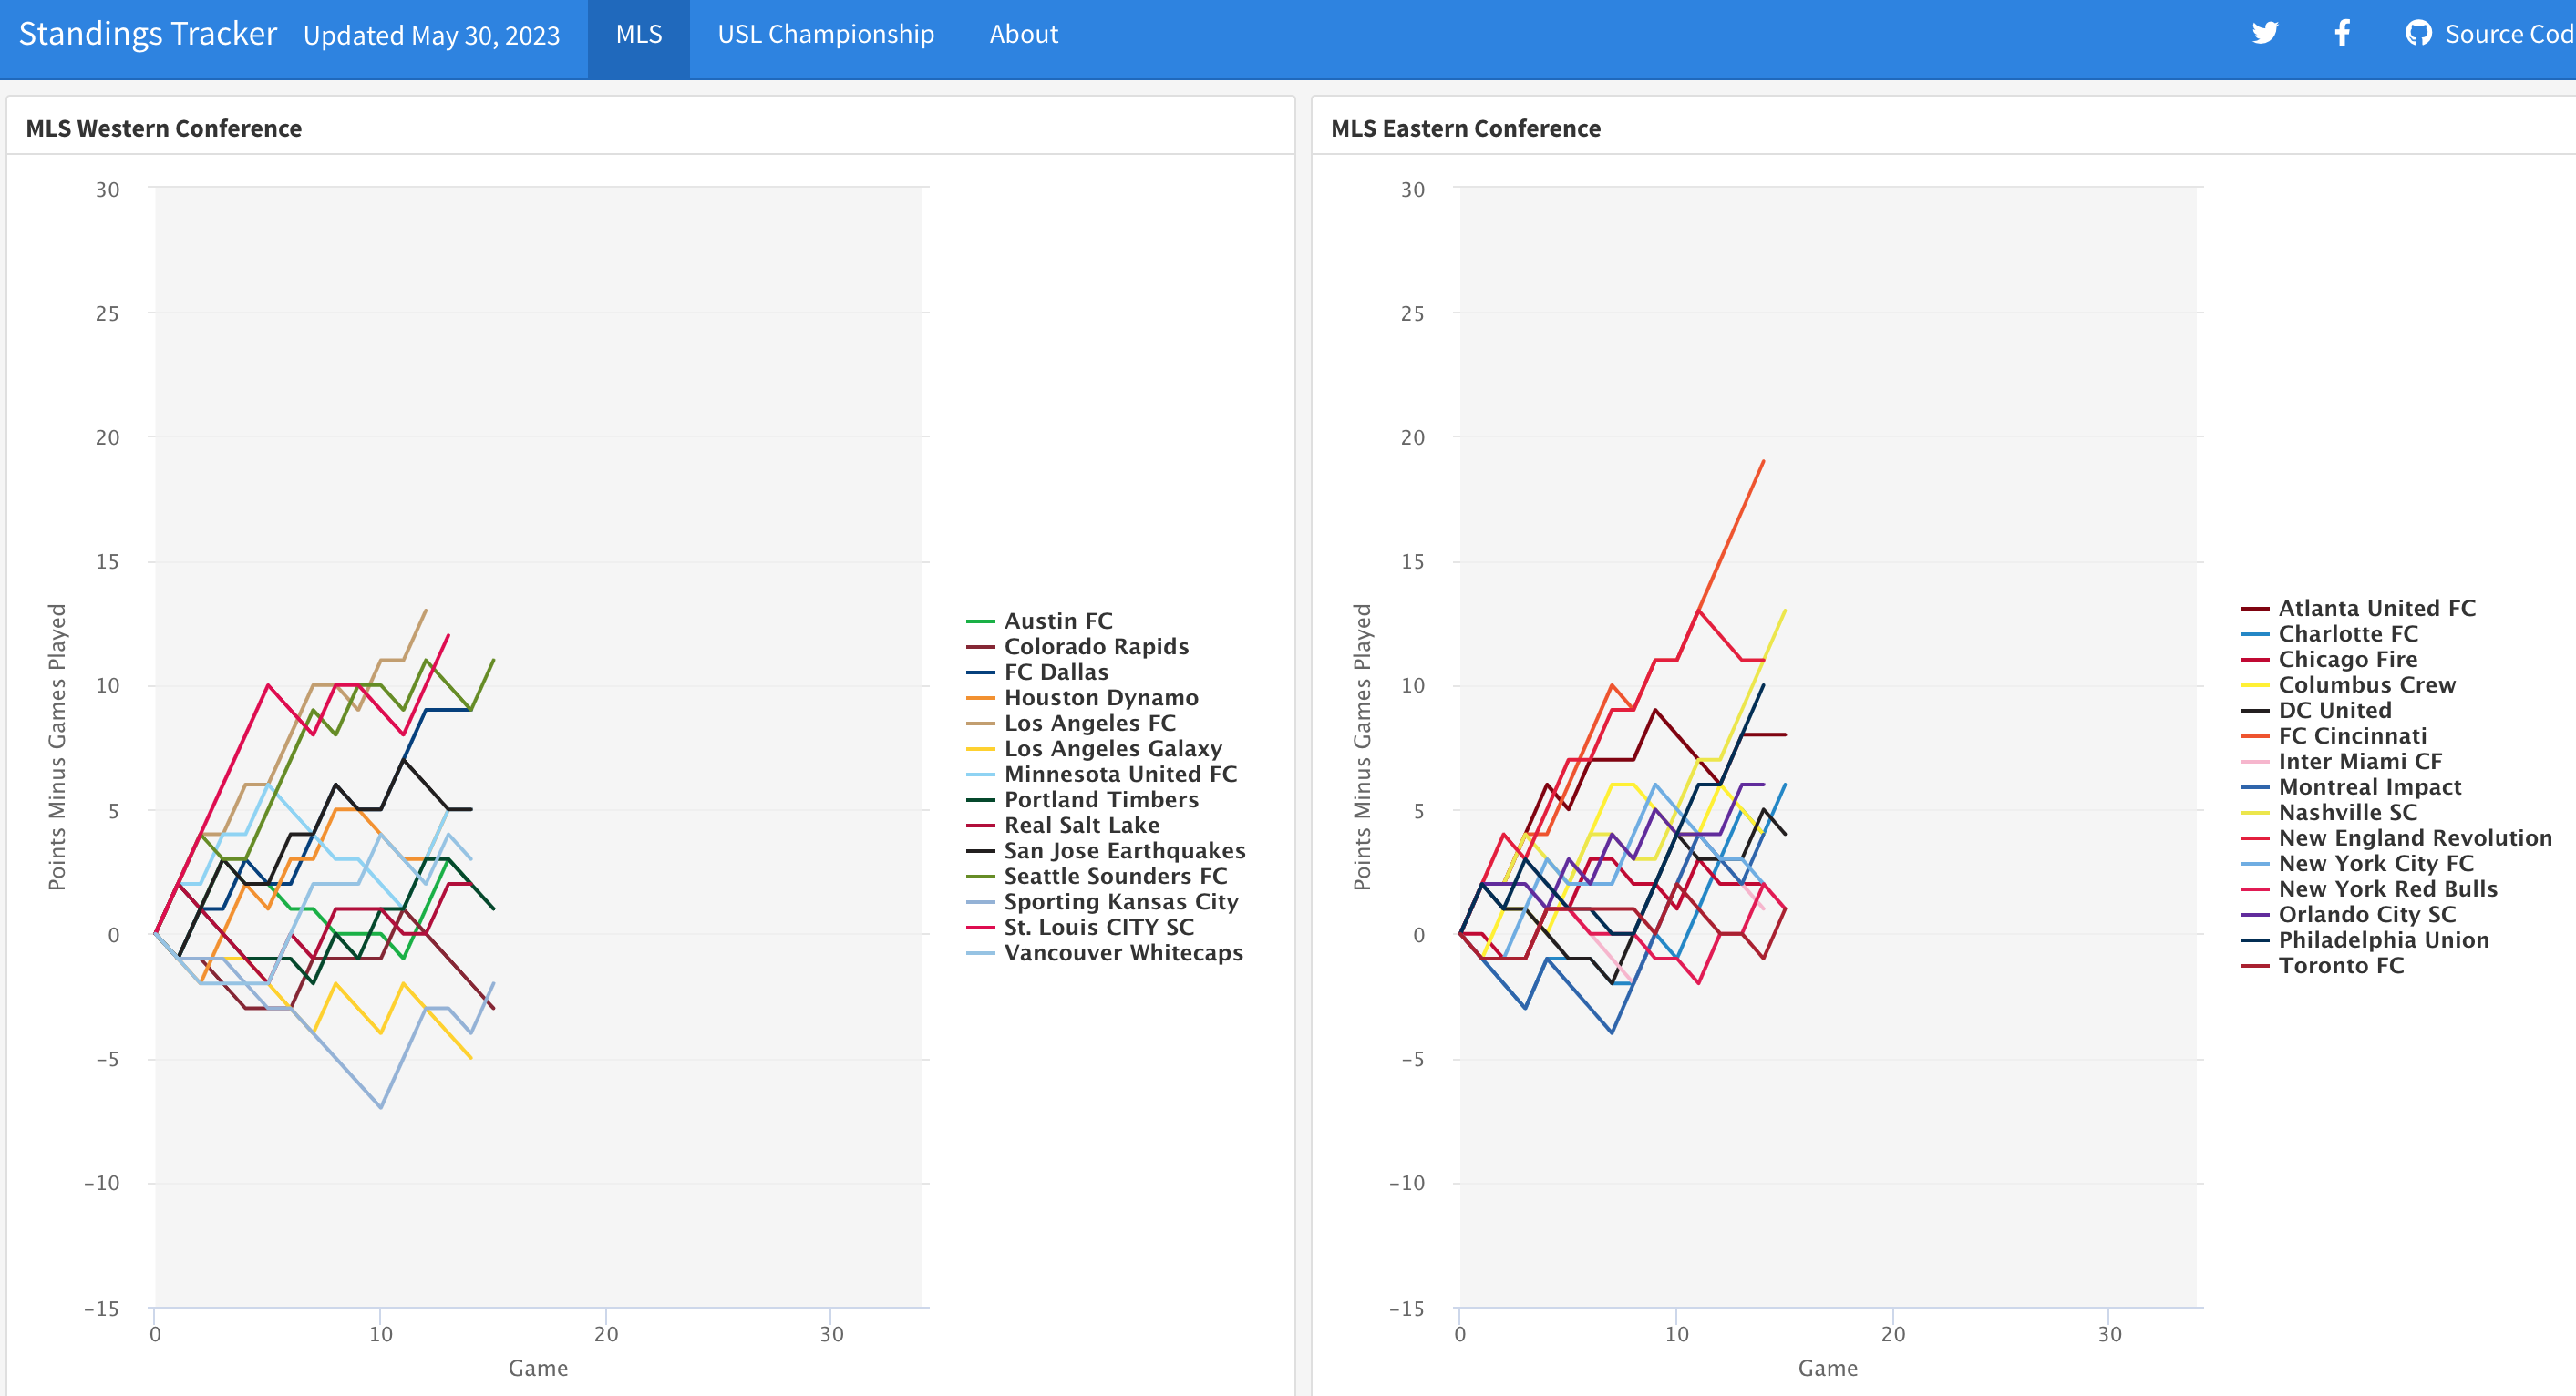 Standings Tracker Updated May 30, 2023 MLS USL Championship About Source Cod
MLS Western Conference
30
25
20
15
10
5
0
−5
−10
−15
Points Minus Games Played
0 10 20 30
Game
Austin FC
Colorado Rapids
FC Dallas
Houston Dynamo
Los Angeles FC
Los Angeles Galaxy
Minnesota United FC
Portland Timbers
Real Salt Lake
San Jose Earthquakes
Seattle Sounders FC
Sporting Kansas City
St. Louis CITY SC
Vancouver Whitecaps
MLS Eastern Conference
30
25
20
15
10
5
0
−5
−10
−15
Points Minus Games Played
0 10 20 30
Game
Atlanta United FC
Charlotte FC
Chicago Fire
Columbus Crew
DC United
FC Cincinnati
Inter Miami CF
Montreal Impact
Nashville SC
New England Revolution
New York City FC
New York Red Bulls
Orlando City SC
Philadelphia Union
Toronto FC